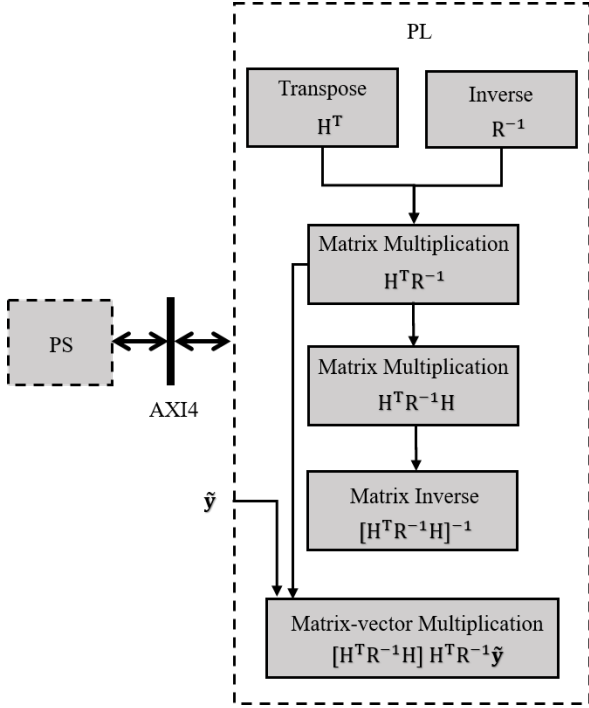 PL
Transpose
Hᵀ
Inverse
R⁻¹
Matrix Multiplication
HᵀR⁻¹
PS
AXI4
Matrix Multiplication
HᵀR⁻¹H
Matrix Inverse
[HᵀR⁻¹H]⁻¹
ỹ
Matrix-vector Multiplication
[HᵀR⁻¹H] HᵀR⁻¹ỹ